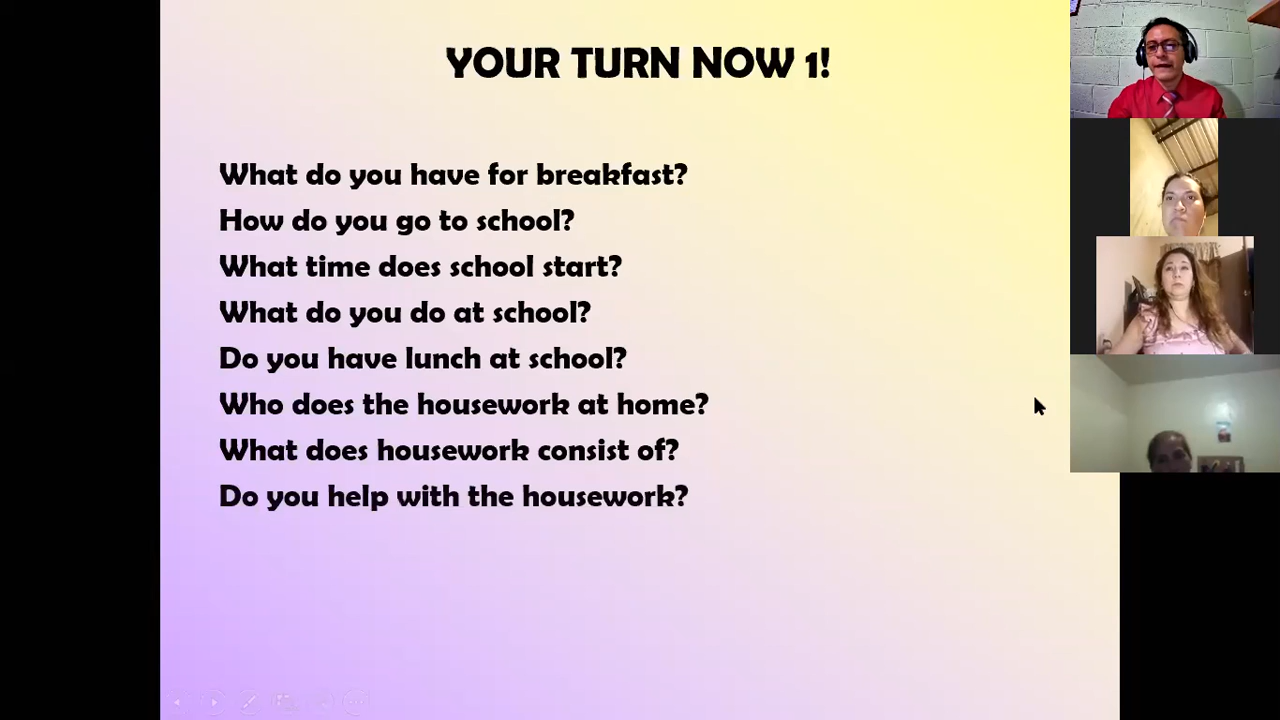 YOUR TURN NOW 1!
What do you have for breakfast?
How do you go to school?
What time does school start?
What do you do at school?
Do you have lunch at school?
Who does the housework at home?
What does housework consist of?
Do you help with the housework?